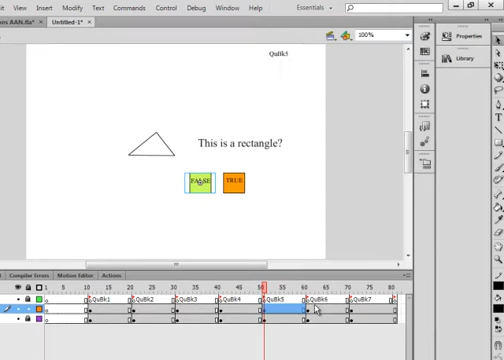 ct View Insert Modify Text Commands Control Debug Window Help Essentials
ons AAN.fla* × Untitled-1* ×
100%
Properties
Library
QuBk5
This is a rectangle?
FALSE TRUE
Compiler Errors Motion Editor Actions
5 10 15 20 25 30 35 40 45 50 55 60 65 70 75 80
QuBk1 QuBk2 QuBk3 QuBk4 QuBk5 QuBk6 QuBk7